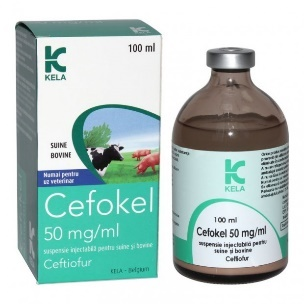 K
KELA
100 ml
SUINE
BOVINE
Numai pentru
uz veterinar
Cefokel
50 mg/ml
suspensie injectabilă pentru suine și bovine
Ceftiofur
KELA - Belgium
K
KELA
100 ml
Cefokel 50 mg/ml
suspensie injectabilă pentru
suine și bovine
Ceftiofur